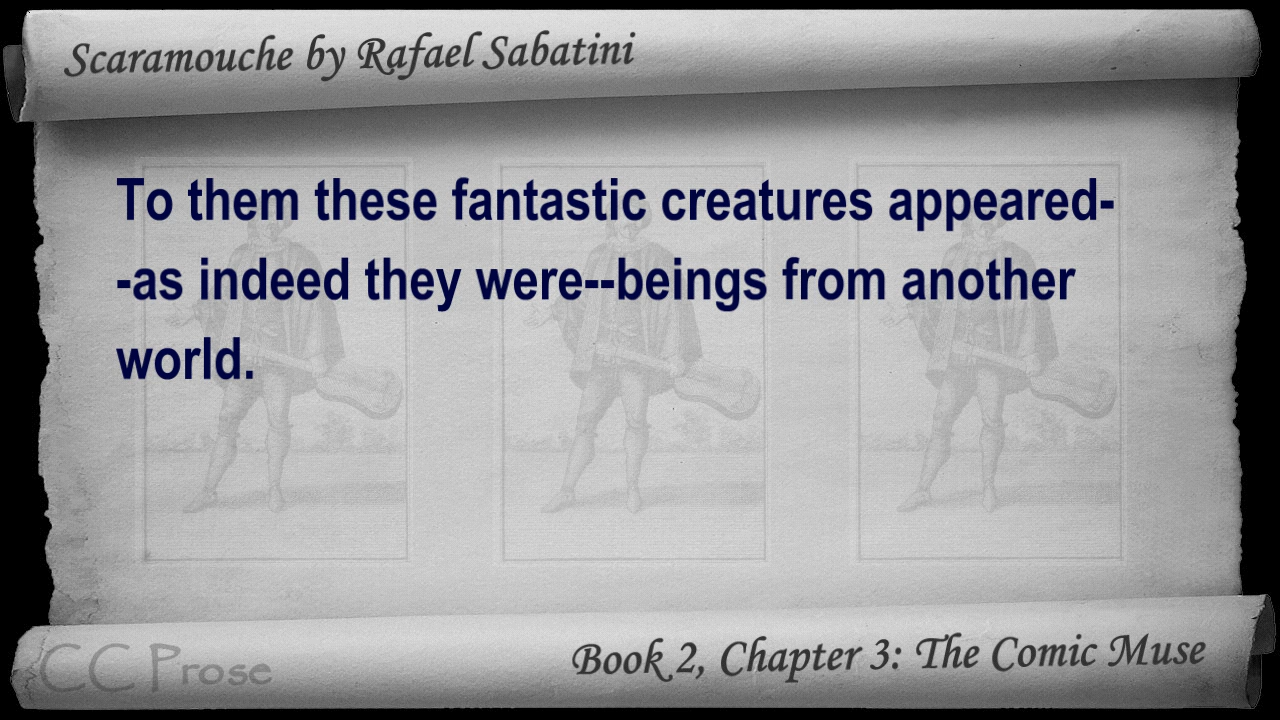 Scaramouche by Rafael Sabatini
To them these fantastic creatures appeared-
-as indeed they were--beings from another
world.
CC Prose
Book 2, Chapter 3: The Comic Muse